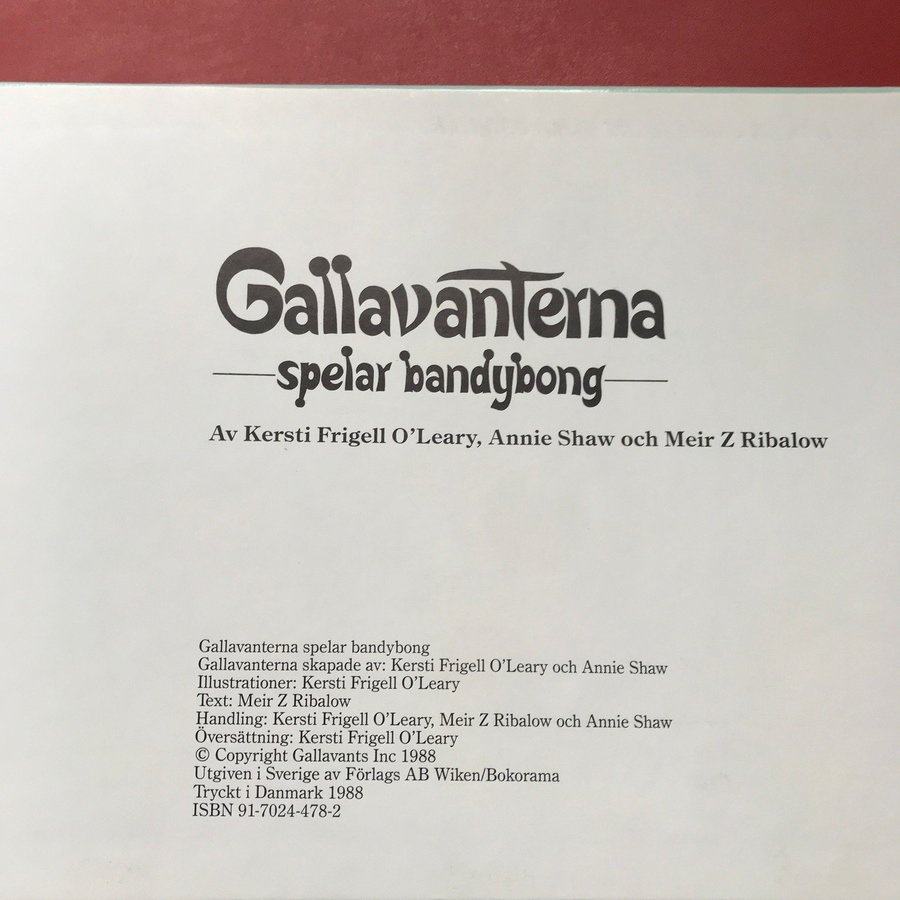 Gallavanterna
spelar bandybong
Av Kersti Frigell O'Leary, Annie Shaw och Meir Z Ribalow
Gallavanterna spelar bandybong
Gallavanterna skapade av: Kersti Frigell O'Leary och Annie Shaw
Illustrationer: Kersti Frigell O'Leary
Text: Meir Z Ribalow
Handling: Kersti Frigell O'Leary, Meir Z Ribalow och Annie Shaw
Översättning: Kersti Frigell O'Leary
© Copyright Gallavants Inc 1988
Utgiven i Sverige av Förlags AB Wiken/Bokorama
Tryckt i Danmark 1988
ISBN 91-7024-478-2